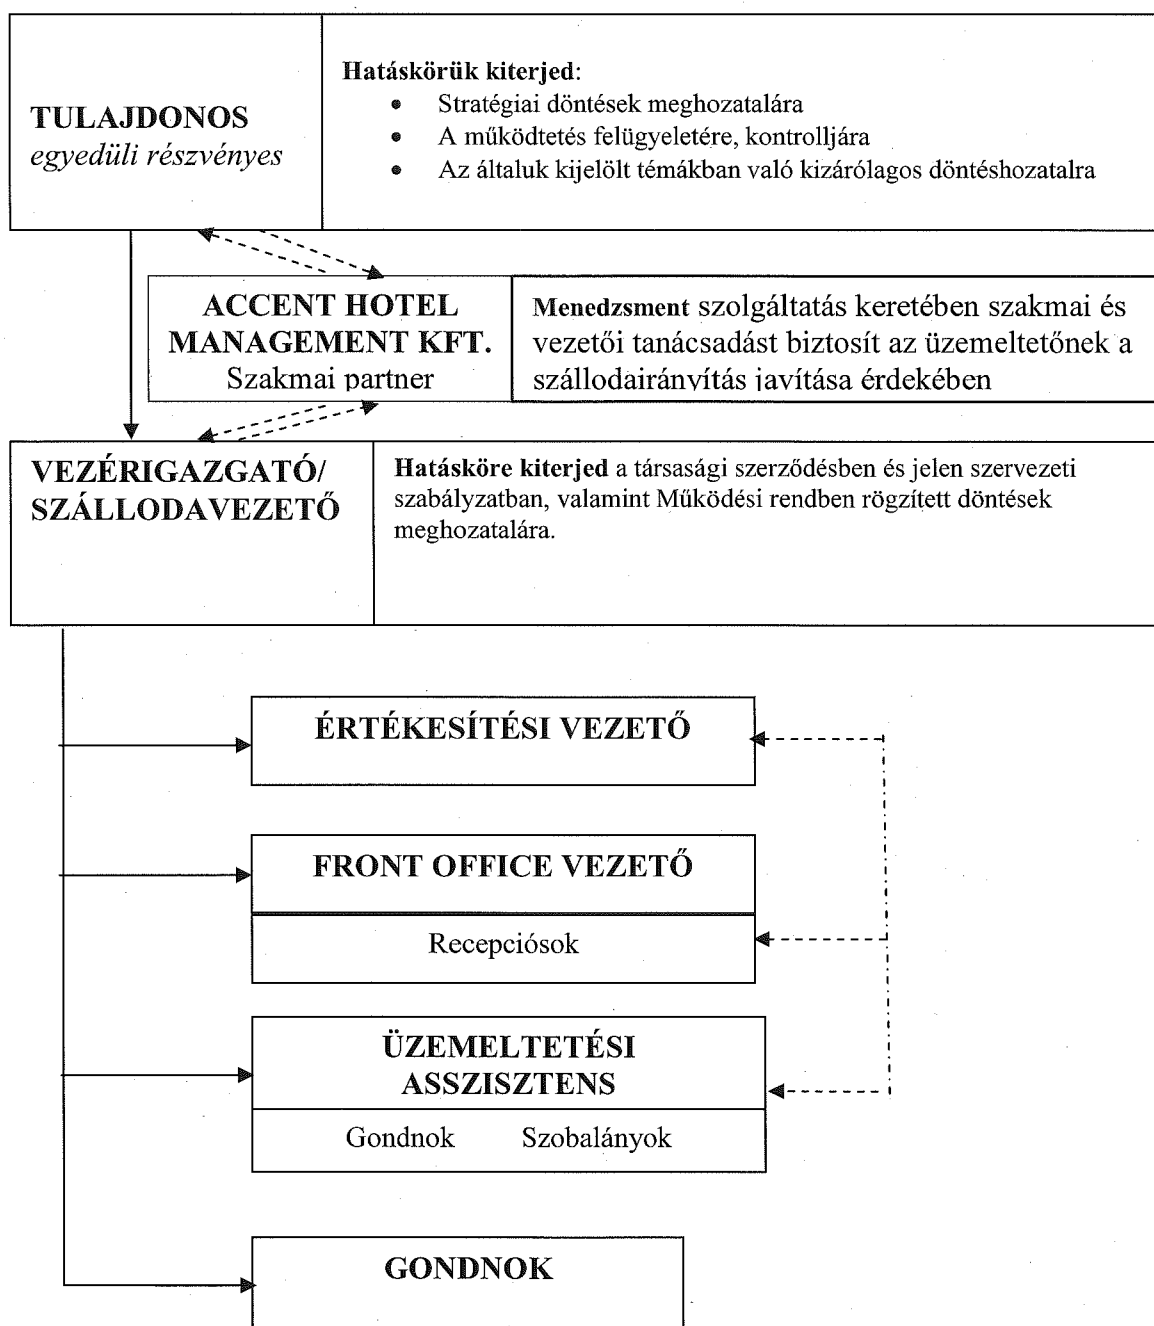 TULAJDONOS
egyedüli részvényes
Hatáskörük kiterjed:
• Stratégiai döntések meghozatalára
• A működtetés felügyeletére, kontrolljára
• Az általuk kijelölt témákban való kizárólagos döntéshozatalra
ACCENT HOTEL
MANAGEMENT KFT.
Szakmai partner
Menedzsment szolgáltatás keretében szakmai és
vezetői tanácsadást biztosít az üzemeltetőnek a
szállodairányítás javítása érdekében
VEZÉRIGAZGATÓ/
SZÁLLODAVEZETŐ
Hatásköre kiterjed a társasági szerződésben és jelen szervezeti
szabályzatban, valamint Működési rendben rögzített döntések
meghozatalára.
ÉRTÉKESÍTÉSI VEZETŐ
FRONT OFFICE VEZETŐ
Recepciósok
ÜZEMELTETÉSI
ASSZISZTENS
Gondnok Szobalányok
GONDNOK